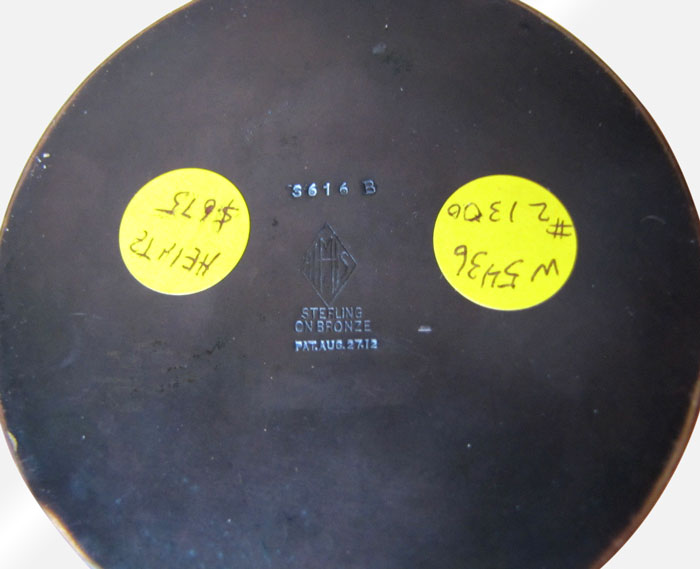 3616 B
HAMS
STERLING
ON BRONZE
PAT. AUG. 27.12
HEINTZ
$675
W5436
#21306